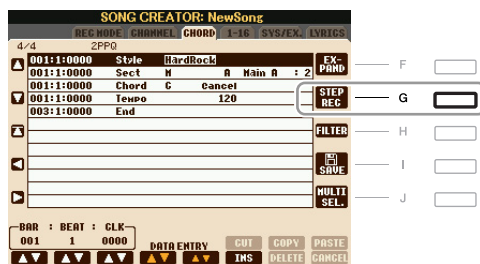 SONG CREATOR: NewSong
REC MODE CHANNEL CHORD 1-16 SYS/EX. LYRICS
4/4 2PPQ
001:1:0000 Style HardRock
001:1:0000 Sect M A Main A : 2
001:1:0000 Chord C Cancel
001:1:0000 Tempo 120
003:1:0000 End
EX-
PAND
F
STEP
REC
G
FILTER
H
SAVE
I
MULTI
SEL.
J
BAR : BEAT : CLK
001 1 0000
DATA ENTRY
CUT COPY PASTE
INS DELETE CANCEL